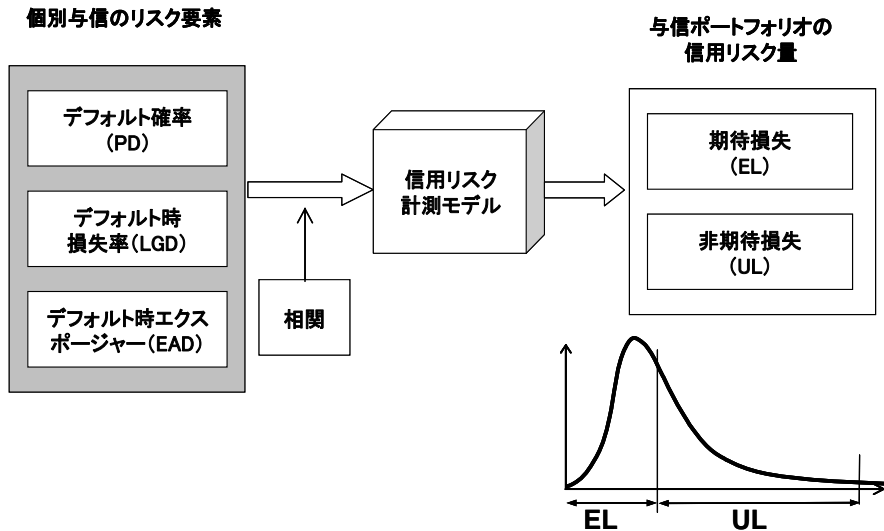 個別与信のリスク要素
デフォルト確率
(PD)
デフォルト時
損失率(LGD)
デフォルト時エクス
ポージャー(EAD)
相関
信用リスク
計測モデル
与信ポートフォリオの
信用リスク量
期待損失
(EL)
非期待損失
(UL)
EL
UL